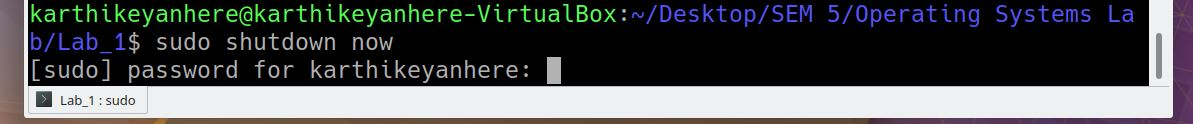 karthikeyanhere@karthikeyanhere-VirtualBox:~/Desktop/SEM 5/Operating Systems La
b/Lab_1$ sudo shutdown now
[sudo] password for karthikeyanhere:
Lab_1 : sudo